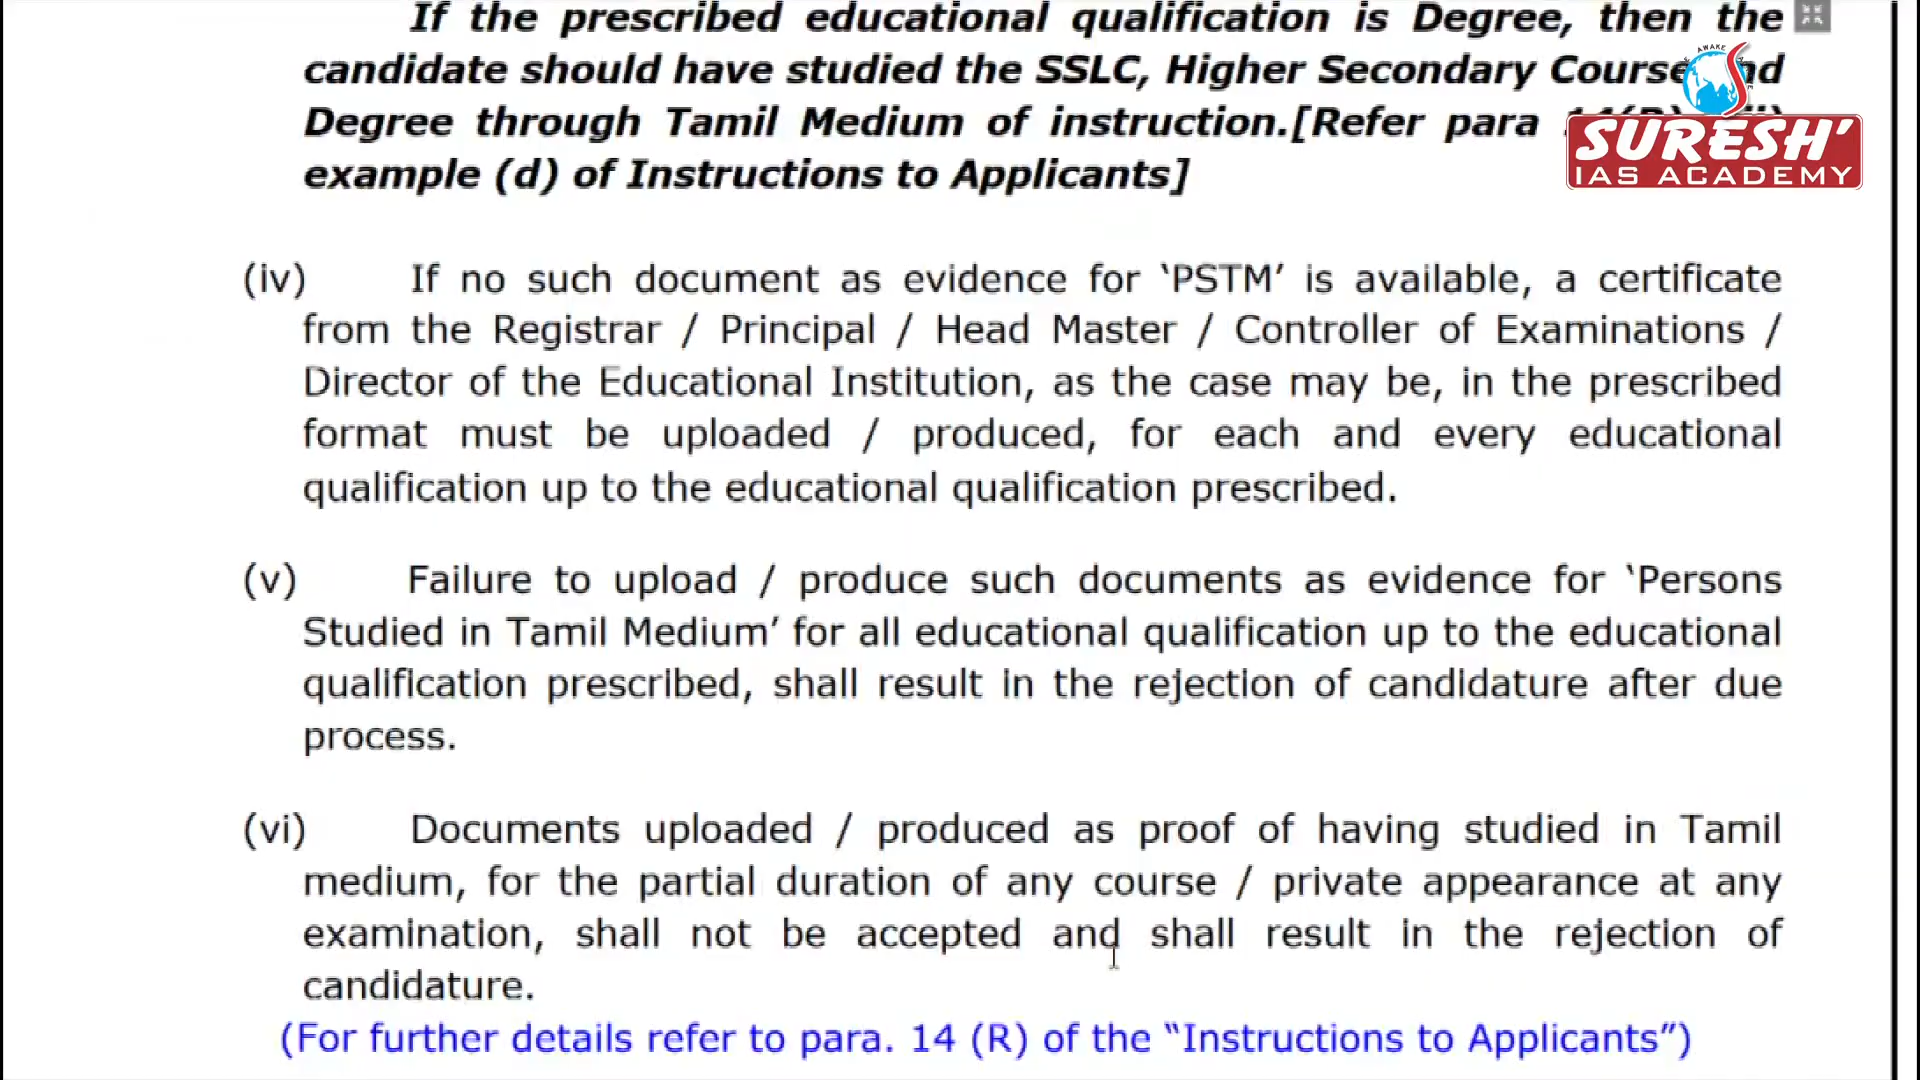 If the prescribed educational qualification is Degree, then the
candidate should have studied the SSLC, Higher Secondary Course and
AWAKE
Degree through Tamil Medium of instruction.[Refer para
example (d) of Instructions to Applicants]
SURESH'
IAS ACADEMY
(iv) If no such document as evidence for ‘PSTM’ is available, a certificate
from the Registrar / Principal / Head Master / Controller of Examinations /
Director of the Educational Institution, as the case may be, in the prescribed
format must be uploaded / produced, for each and every educational
qualification up to the educational qualification prescribed.
(v) Failure to upload / produce such documents as evidence for ‘Persons
Studied in Tamil Medium’ for all educational qualification up to the educational
qualification prescribed, shall result in the rejection of candidature after due
process.
(vi) Documents uploaded / produced as proof of having studied in Tamil
medium, for the partial duration of any course / private appearance at any
examination, shall not be accepted and shall result in the rejection of
candidature.
(For further details refer to para. 14 (R) of the “Instructions to Applicants”)